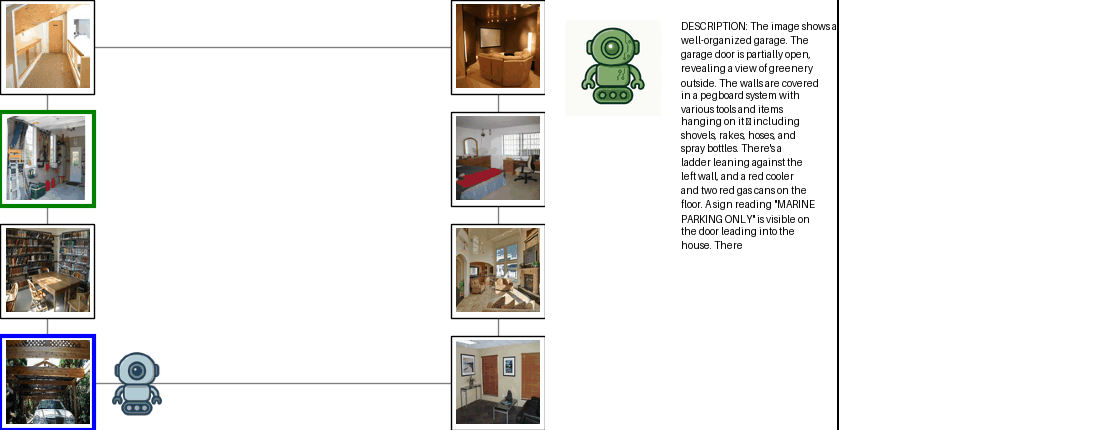 DESCRIPTION: The image shows a
well-organized garage. The
garage door is partially open,
revealing a view of greenery
outside. The walls are covered
in a pegboard system with
various tools and items
hanging on it including
shovels, rakes, hoses, and
spray bottles. There's a
ladder leaning against the
left wall, and a red cooler
and two red gas cans on the
floor. A sign reading "MARINE
PARKING ONLY" is visible on
the door leading into the
house. There